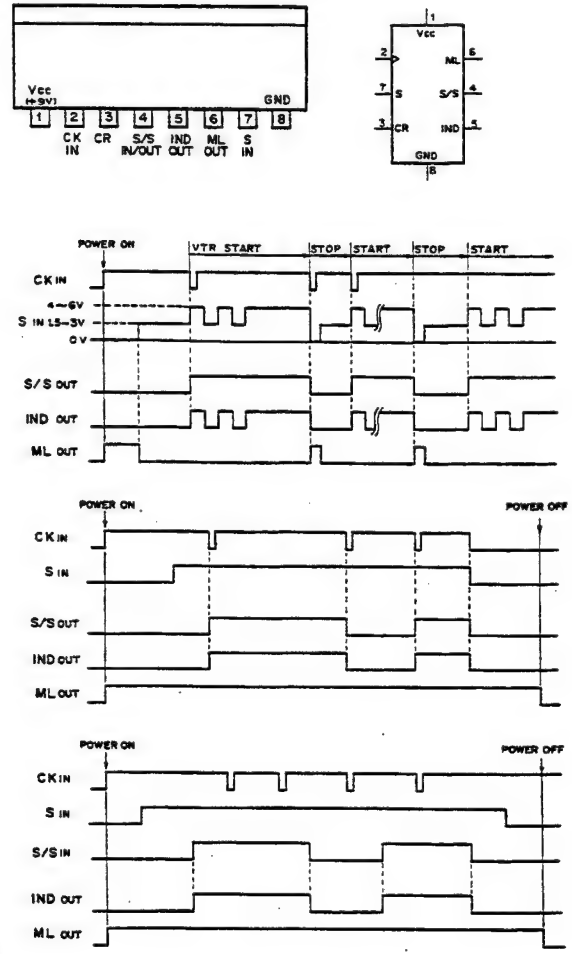 Vcc
(+9V)
GND
1 2 3 4 5 6 7 8
CK IN
CR
S/S IN/OUT
IND OUT
ML OUT
S IN
1
Vcc
2 ML 6
7 S S/S 4
3 CR IND 5
GND
8
POWER ON
VTR START STOP START STOP START
CK IN
4~6V
S IN 1.5~3V
0V
S/S OUT
IND OUT
ML OUT
POWER ON POWER OFF
CK IN
S IN
S/S OUT
IND OUT
ML OUT
POWER ON POWER OFF
CK IN
S IN
S/S IN
IND OUT
ML OUT